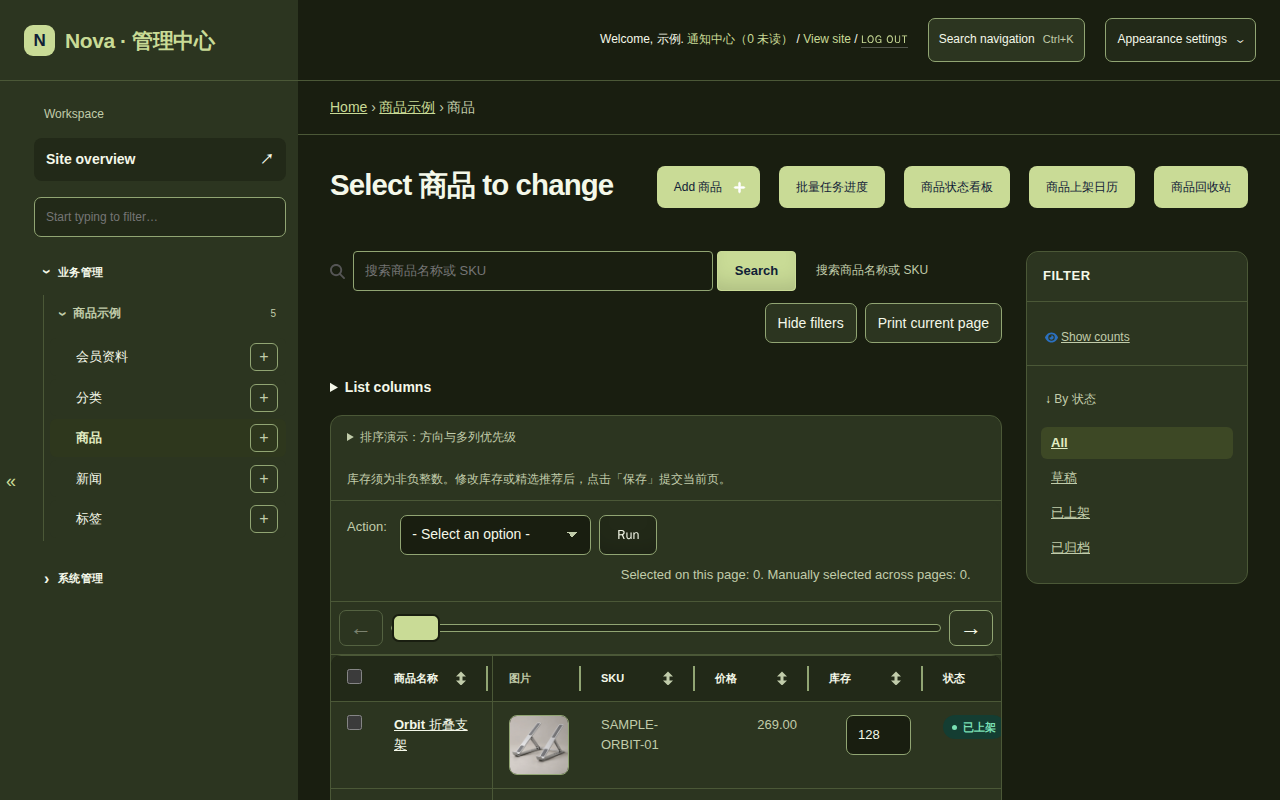 N Nova · 管理中心
Welcome, 示例. 通知中心（0 未读） / View site / LOG OUT
Search navigation Ctrl+K
Appearance settings
Workspace
Site overview ↗
Start typing to filter…
业务管理
商品示例 5
会员资料 +
分类 +
商品 +
新闻 +
标签 +
系统管理
«
Home › 商品示例 › 商品
Select 商品 to change
Add 商品 +
批量任务进度
商品状态看板
商品上架日历
商品回收站
搜索商品名称或 SKU
Search
搜索商品名称或 SKU
Hide filters
Print current page
List columns
排序演示：方向与多列优先级
库存须为非负整数。修改库存或精选推荐后，点击「保存」提交当前页。
Action: - Select an option - Run
Selected on this page: 0. Manually selected across pages: 0.
← →
商品名称 图片 SKU 价格 库存 状态
Orbit 折叠支
架
SAMPLE-
ORBIT-01
269.00
128
已上架
FILTER
Show counts
↓ By 状态
All
草稿
已上架
已归档